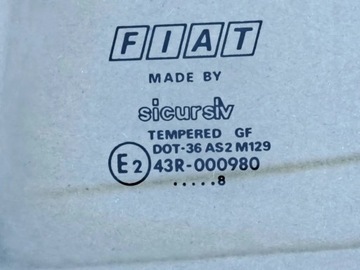 FIAT
MADE BY
sicursiv
TEMPERED GF
DOT-36 AS2 M129
E2 43R-000980
.....8